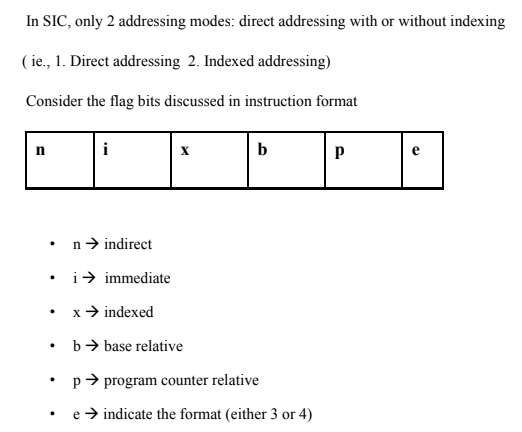 In SIC, only 2 addressing modes: direct addressing with or without indexing
( ie., 1. Direct addressing 2. Indexed addressing)
Consider the flag bits discussed in instruction format
n i x b p e
• n → indirect
• i → immediate
• x → indexed
• b → base relative
• p → program counter relative
• e → indicate the format (either 3 or 4)